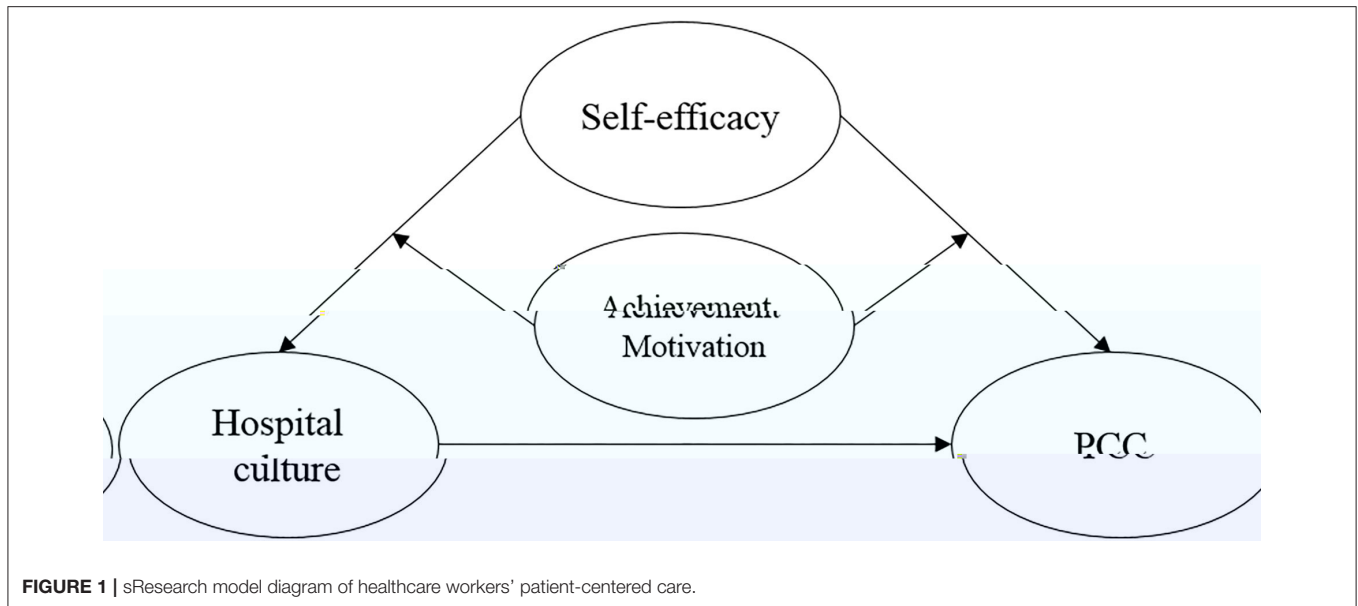 Self-efficacy
Achievement
Motivation
Hospital
culture
PCC
FIGURE 1 | sResearch model diagram of healthcare workers' patient-centered care.